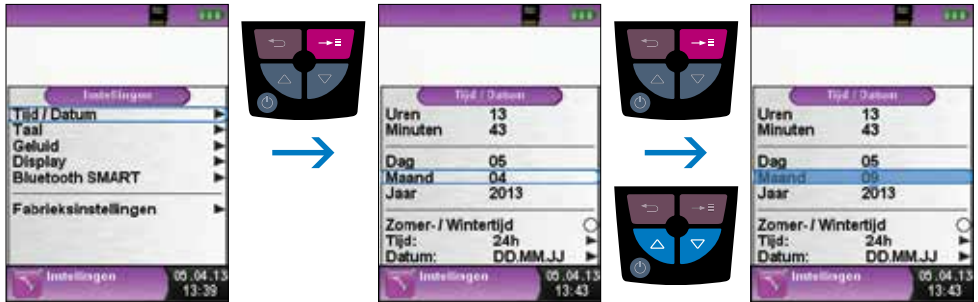 Instellingen
Tijd / Datum
Taal
Geluid
Display
Bluetooth SMART
Fabrieksinstellingen
Instellingen
05.04.13
13:39
Tijd / Datum
Uren 13
Minuten 43
Dag 05
Maand 04
Jaar 2013
Zomer- / Wintertijd
Tijd: 24h
Datum: DD.MM.JJ
Instellingen
05.04.13
13:43
Tijd / Datum
Uren 13
Minuten 43
Dag 05
Maand 09
Jaar 2013
Zomer- / Wintertijd
Tijd: 24h
Datum: DD.MM.JJ
Instellingen
05.04.13
13:43